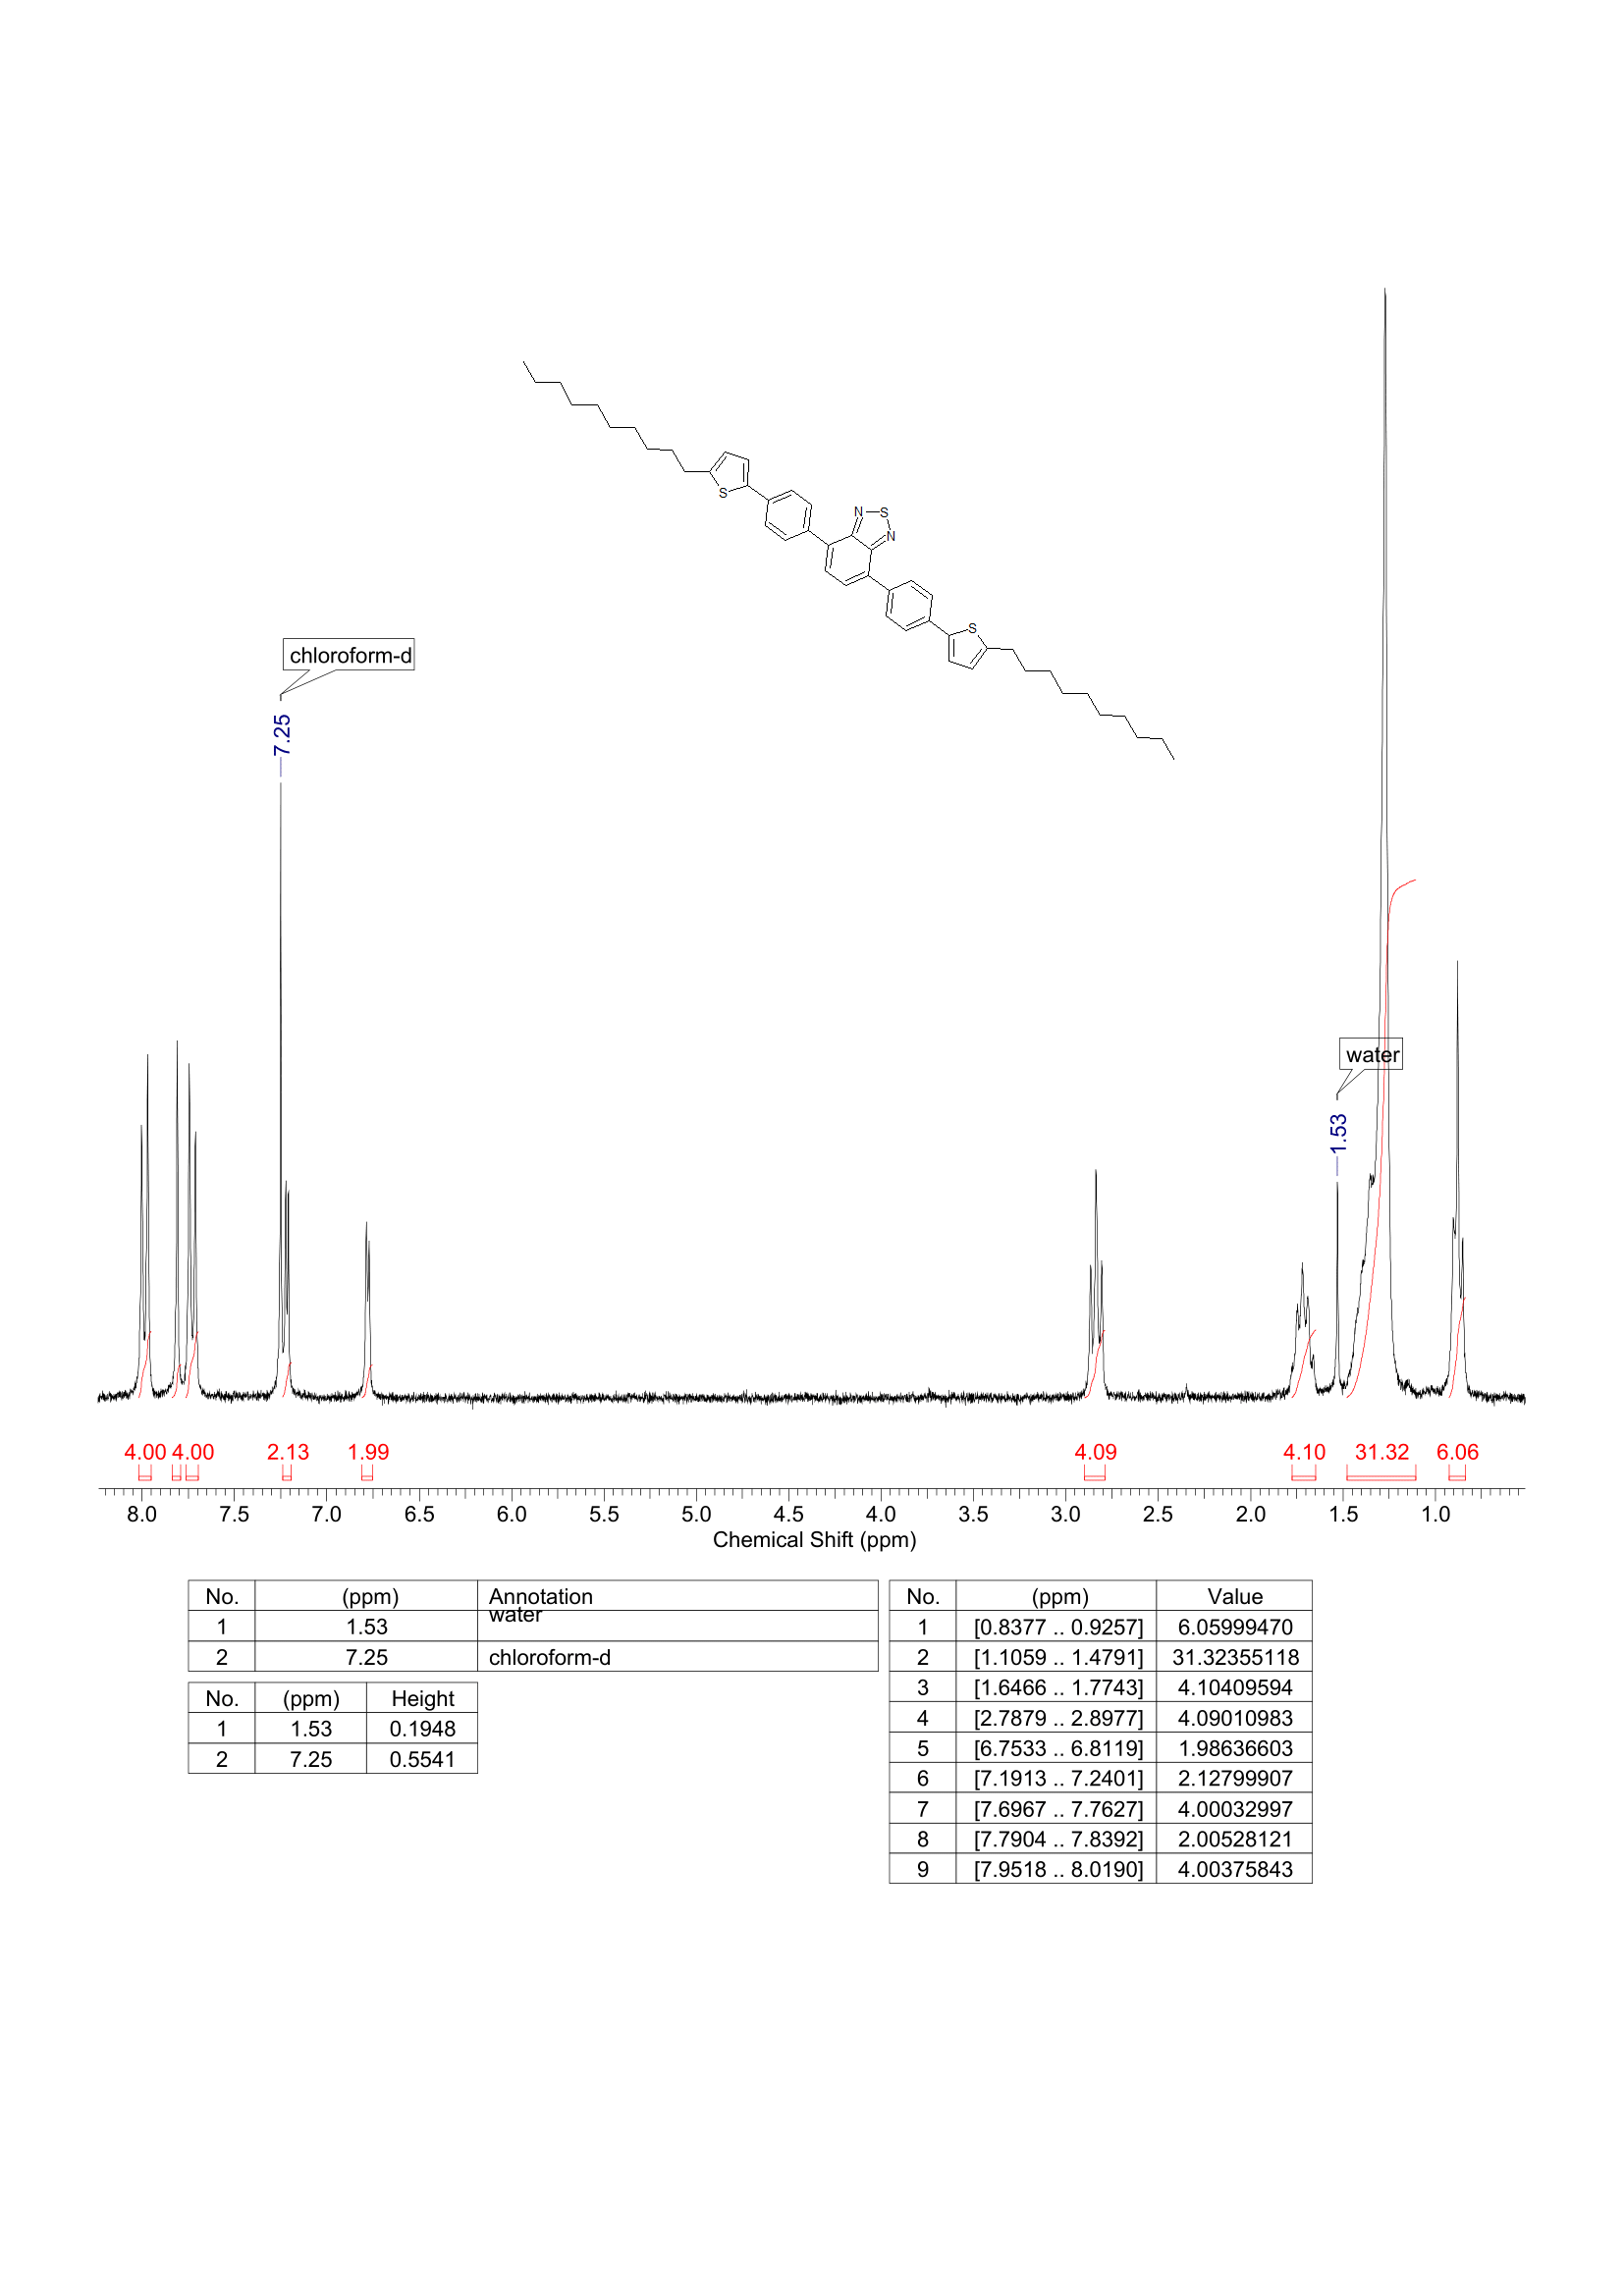 N S
N
S
S
chloroform-d
7.25
water
1.53
4.00 4.00 2.13 1.99 4.09 4.10 31.32 6.06
8.0 7.5 7.0 6.5 6.0 5.5 5.0 4.5 4.0 3.5 3.0 2.5 2.0 1.5 1.0
Chemical Shift (ppm)
No. (ppm) Annotation
1 1.53 water
2 7.25 chloroform-d
No. (ppm) Height
1 1.53 0.1948
2 7.25 0.5541
No. (ppm) Value
1 [0.8377 .. 0.9257] 6.05999470
2 [1.1059 .. 1.4791] 31.32355118
3 [1.6466 .. 1.7743] 4.10409594
4 [2.7879 .. 2.8977] 4.09010983
5 [6.7533 .. 6.8119] 1.98636603
6 [7.1913 .. 7.2401] 2.12799907
7 [7.6967 .. 7.7627] 4.00032997
8 [7.7904 .. 7.8392] 2.00528121
9 [7.9518 .. 8.0190] 4.00375843